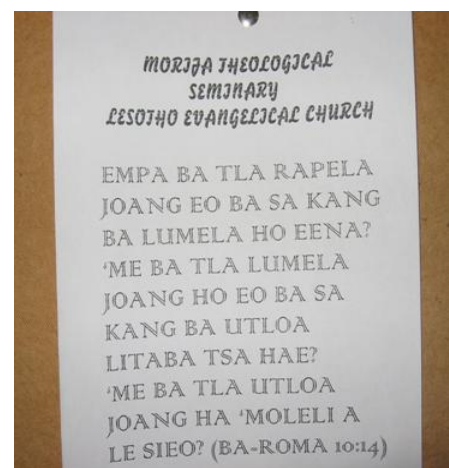 MORIJA THEOLOGICAL
SEMINARY
LESOTHO EVANGELICAL CHURCH
EMPA BA TLA RAPELA
JOANG EO BA SA KANG
BA LUMELA HO EENA?
'ME BA TLA LUMELA
JOANG HO EO BA SA
KANG BA UTLOA
LITABA TSA HAE?
'ME BA TLA UTLOA
JOANG HA 'MOLELI A
LE SIEO? (BA-ROMA 10:14)